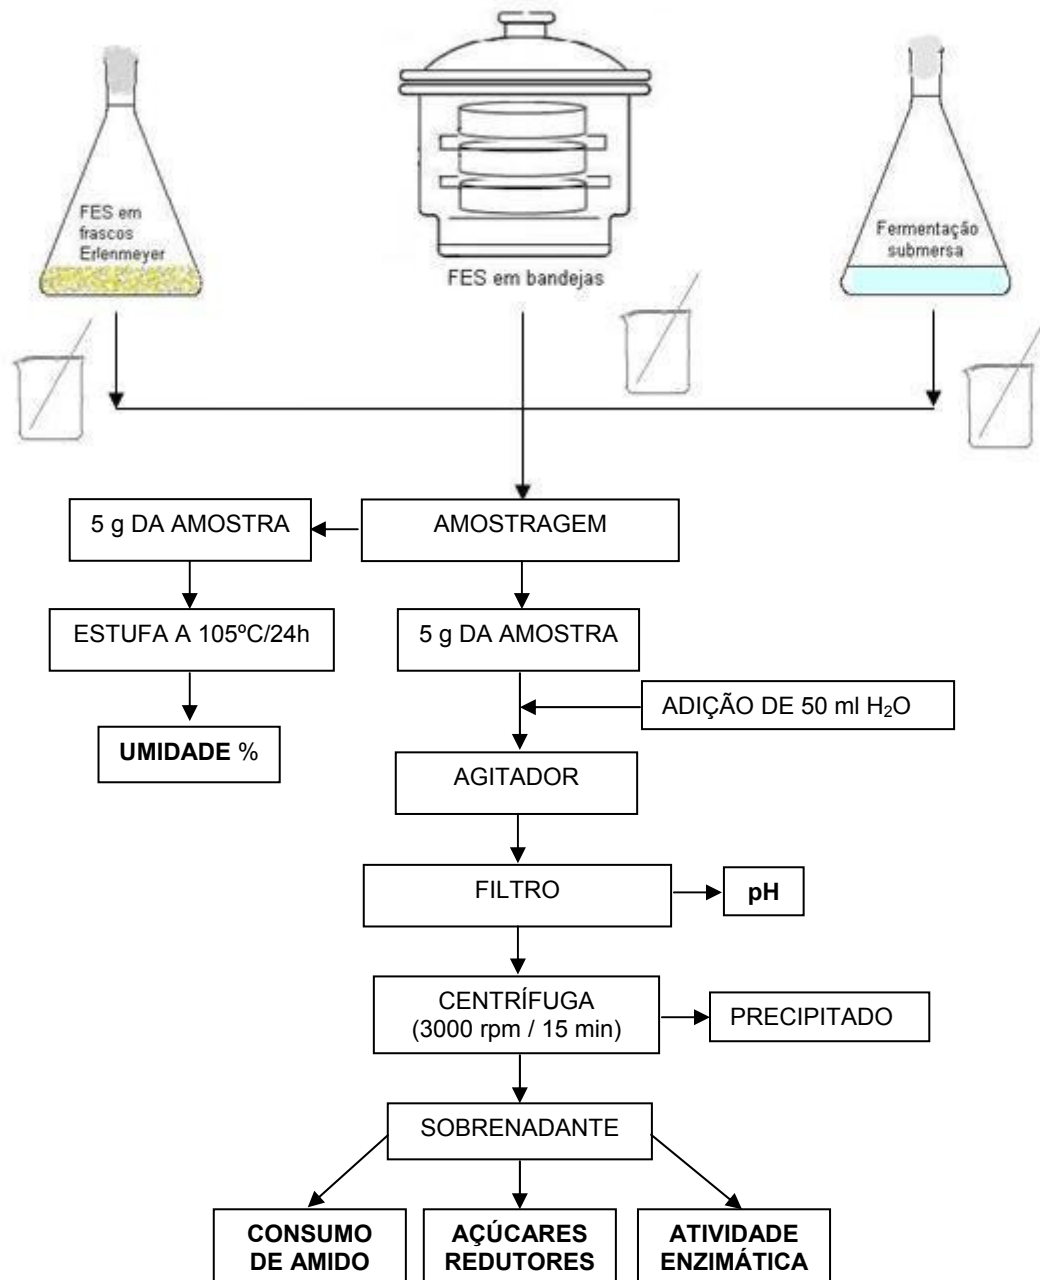 FES em
frascos
Erlenmeyer
FES em bandejas
Fermentação
submersa
5 g DA AMOSTRA
AMOSTRAGEM
ESTUFA A 105ºC/24h
5 g DA AMOSTRA
ADIÇÃO DE 50 ml H₂O
UMIDADE %
AGITADOR
FILTRO
pH
CENTRÍFUGA
(3000 rpm / 15 min)
PRECIPITADO
SOBRENADANTE
CONSUMO
DE AMIDO
AÇÚCARES
REDUTORES
ATIVIDADE
ENZIMÁTICA